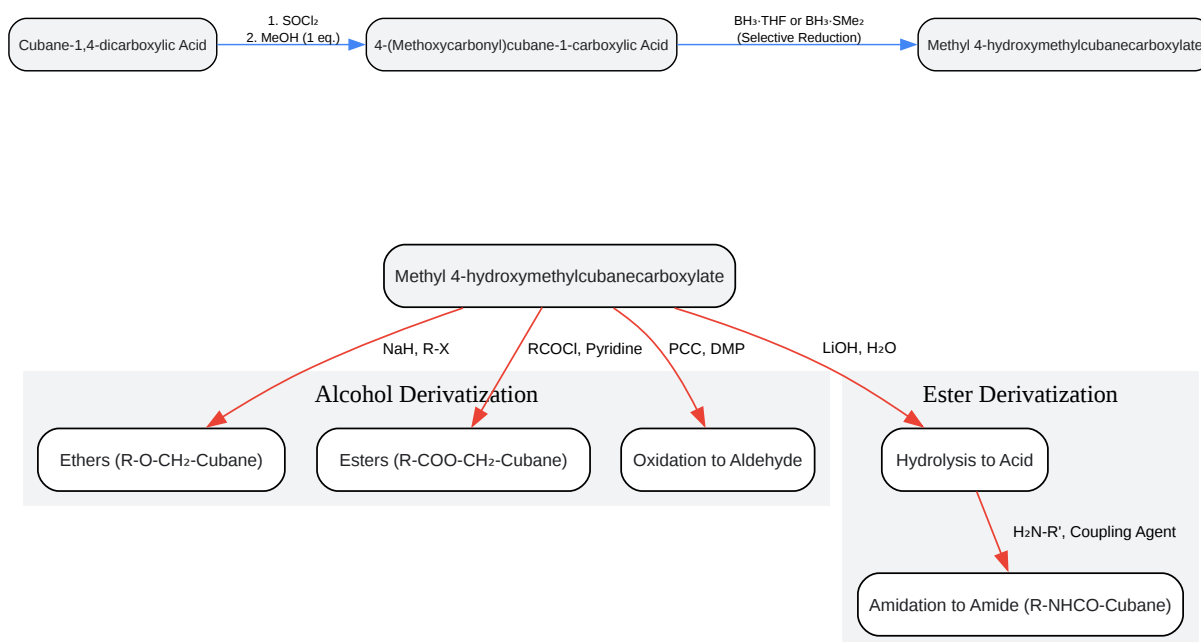 1. SOCl₂
2. MeOH (1 eq.)
BH₃·THF or BH₃·SMe₂
(Selective Reduction)
Cubane-1,4-dicarboxylic Acid
4-(Methoxycarbonyl)cubane-1-carboxylic Acid
Methyl 4-hydroxymethylcubanecarboxylate
Methyl 4-hydroxymethylcubanecarboxylate
NaH, R-X
RCOCl, Pyridine
PCC, DMP
LiOH, H₂O
Alcohol Derivatization
Ester Derivatization
Ethers (R-O-CH₂-Cubane)
Esters (R-COO-CH₂-Cubane)
Oxidation to Aldehyde
Hydrolysis to Acid
H₂N-R', Coupling Agent
Amidation to Amide (R-NHCO-Cubane)